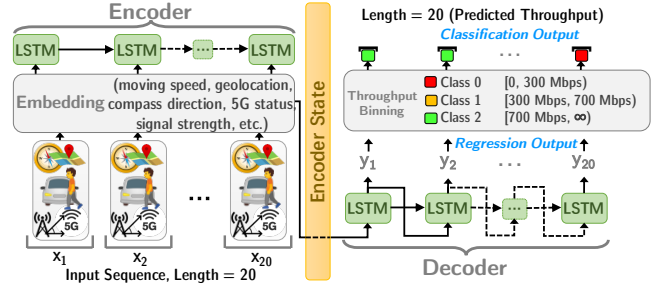 Encoder
LSTM
LSTM
...
LSTM
Embedding
(moving speed, geolocation,
compass direction, 5G status,
signal strength, etc.)
5G
5G
...
5G
x1
x2
x20
Input Sequence, Length = 20
Encoder State
Length = 20 (Predicted Throughput)
Classification Output
...
Throughput
Binning
Class 0 [0, 300 Mbps)
Class 1 [300 Mbps, 700 Mbps)
Class 2 [700 Mbps, ∞)
Regression Output
y1
y2
...
y20
LSTM
LSTM
...
LSTM
Decoder